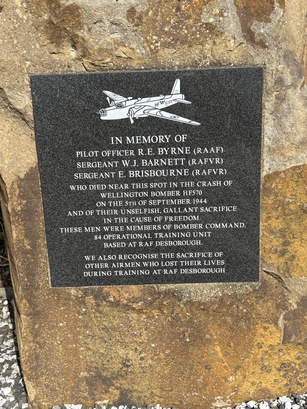 IN MEMORY OF
PILOT OFFICER R.E. BYRNE (RAAF)
SERGEANT W.J. BARNETT (RAFVR)
SERGEANT E. BRISBOURNE (RAFVR)
WHO DIED NEAR THIS SPOT IN THE CRASH OF
WELLINGTON BOMBER HF570
ON THE 5TH OF SEPTEMBER 1944
AND OF THEIR UNSELFISH, GALLANT SACRIFICE
IN THE CAUSE OF FREEDOM.
THESE MEN WERE MEMBERS OF BOMBER COMMAND.
84 OPERATIONAL TRAINING UNIT
BASED AT RAF DESBOROUGH.
WE ALSO RECOGNISE THE SACRIFICE OF
OTHER AIRMEN, WHO LOST THEIR LIVES
DURING TRAINING AT RAF DESBOROUGH